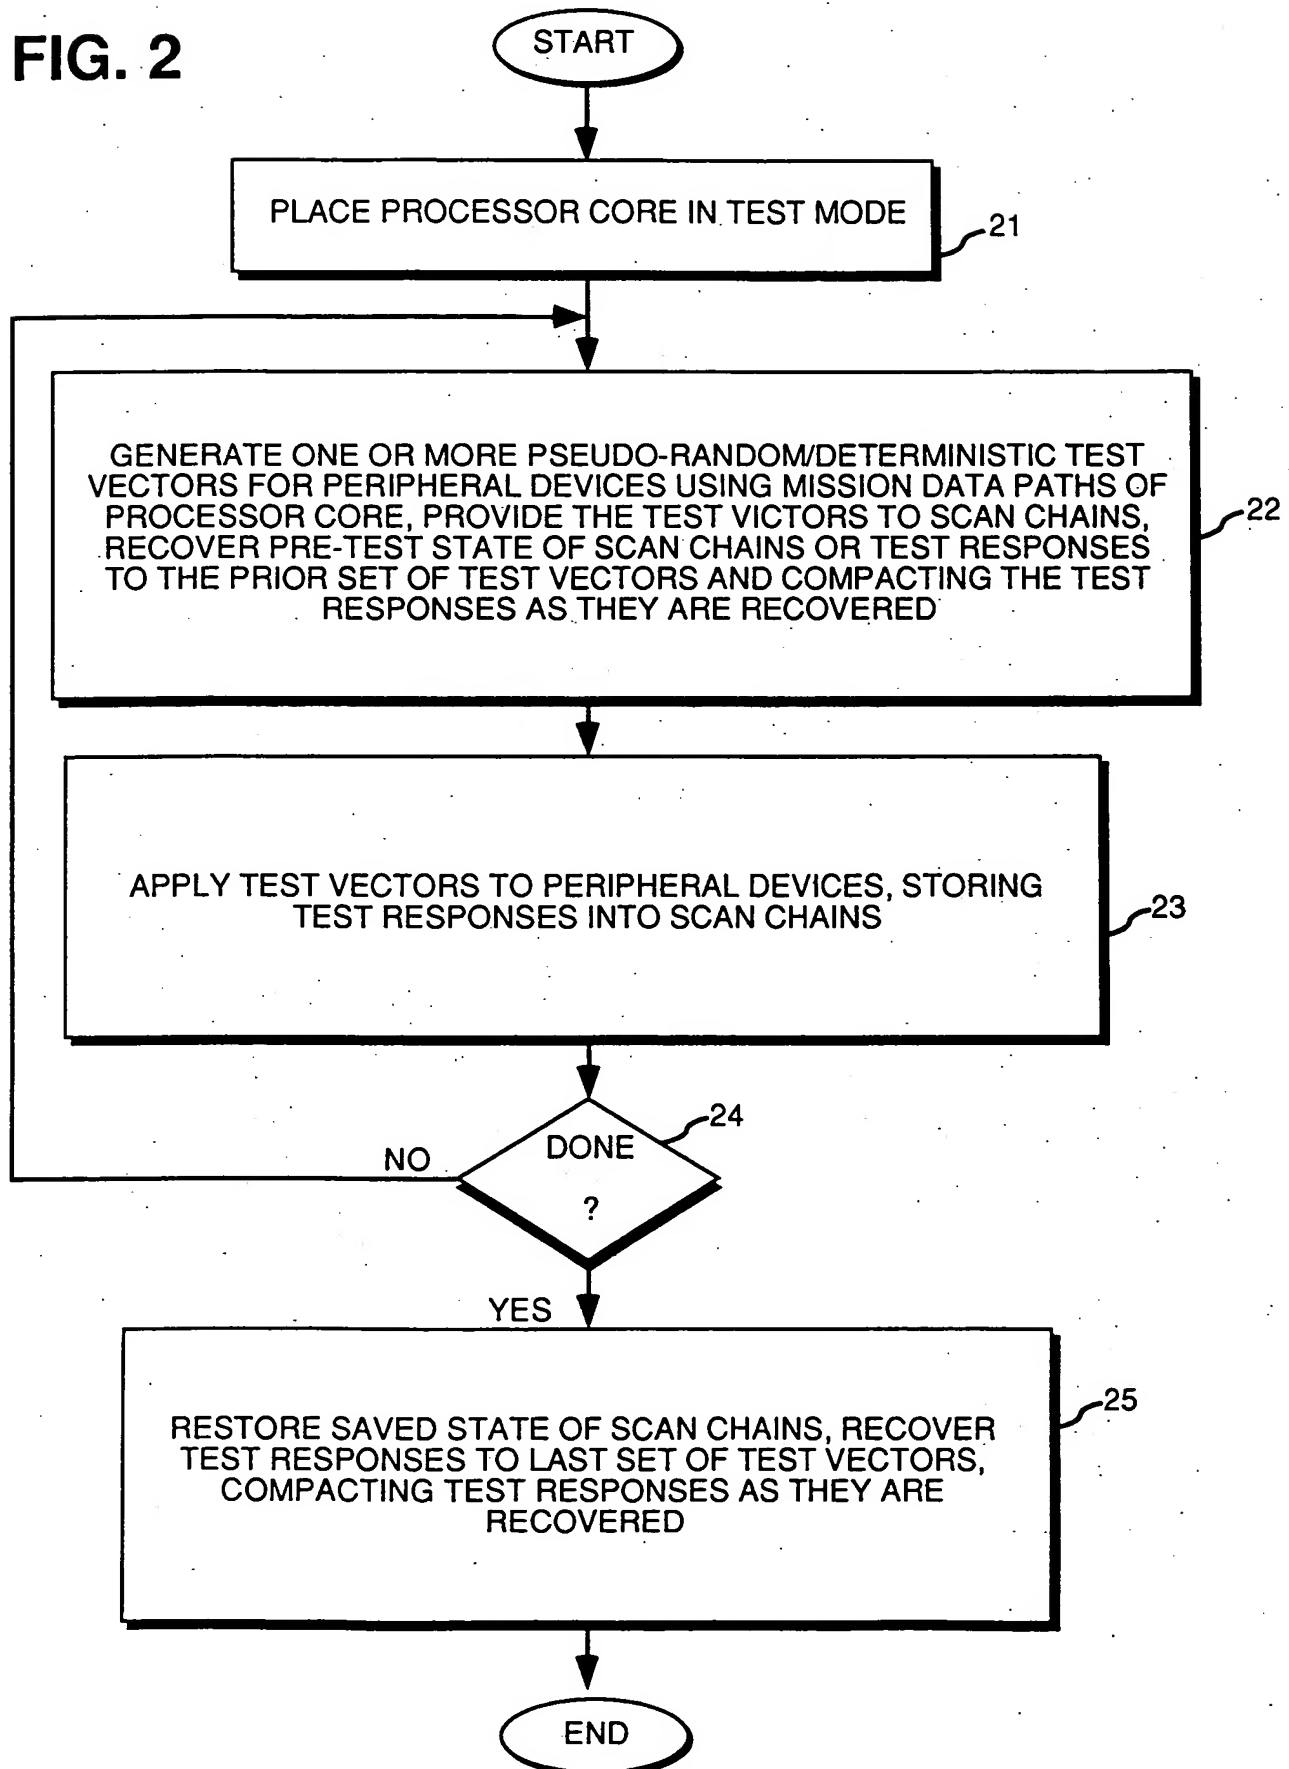 FIG. 2
START
PLACE PROCESSOR CORE IN TEST MODE
21
GENERATE ONE OR MORE PSEUDO-RANDOM/DETERMINISTIC TEST
VECTORS FOR PERIPHERAL DEVICES USING MISSION DATA PATHS OF
PROCESSOR CORE, PROVIDE THE TEST VICTORS TO SCAN CHAINS,
RECOVER PRE-TEST STATE OF SCAN CHAINS OR TEST RESPONSES
TO THE PRIOR SET OF TEST VECTORS AND COMPACTING THE TEST
RESPONSES AS THEY ARE RECOVERED
22
APPLY TEST VECTORS TO PERIPHERAL DEVICES, STORING
TEST RESPONSES INTO SCAN CHAINS
23
24
DONE
?
NO
YES
RESTORE SAVED STATE OF SCAN CHAINS, RECOVER
TEST RESPONSES TO LAST SET OF TEST VECTORS,
COMPACTING TEST RESPONSES AS THEY ARE
RECOVERED
25
END